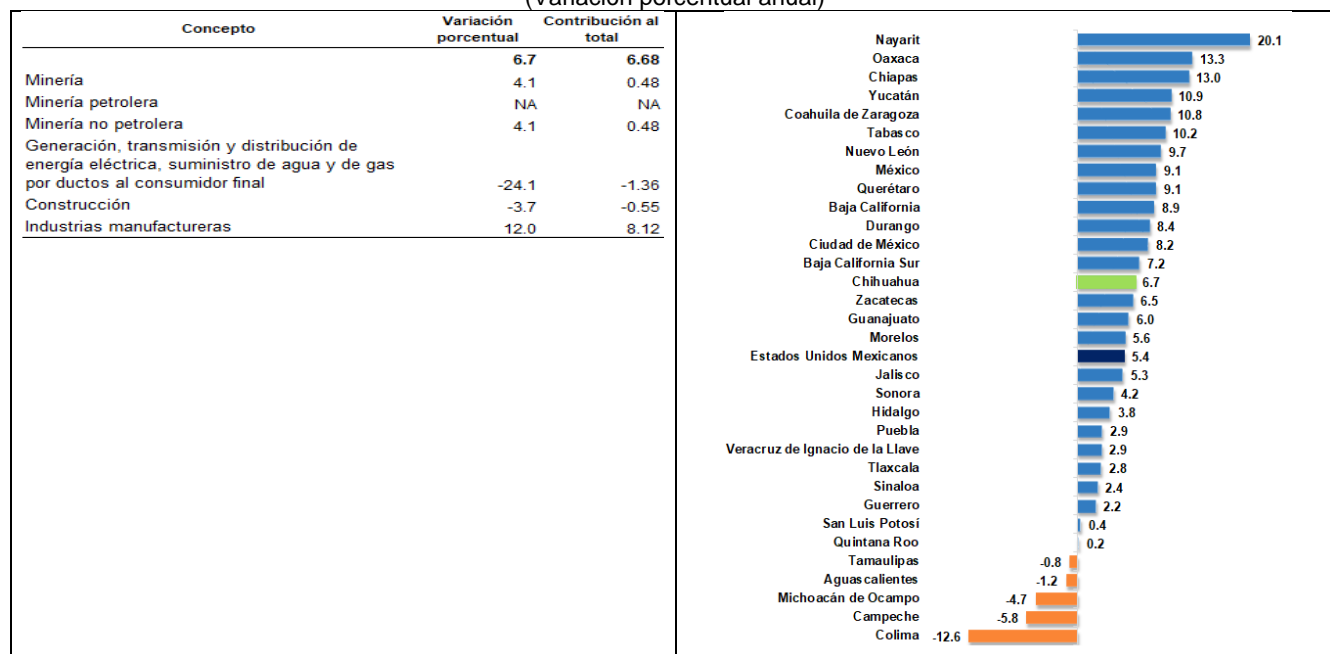 (Variación porcentual anual)
Concepto Variación porcentual Contribución al total
6.7 6.68
Minería 4.1 0.48
Minería petrolera NA NA
Minería no petrolera 4.1 0.48
Generación, transmisión y distribución de
energía eléctrica, suministro de agua y de gas
por ductos al consumidor final -24.1 -1.36
Construcción -3.7 -0.55
Industrias manufactureras 12.0 8.12
Nayarit 20.1
Oaxaca 13.3
Chiapas 13.0
Yucatán 10.9
Coahuila de Zaragoza 10.8
Tabasco 10.2
Nuevo León 9.7
México 9.1
Querétaro 9.1
Baja California 8.9
Durango 8.4
Ciudad de México 8.2
Baja California Sur 7.2
Chihuahua 6.7
Zacatecas 6.5
Guanajuato 6.0
Morelos 5.6
Estados Unidos Mexicanos 5.4
Jalisco 5.3
Sonora 4.2
Hidalgo 3.8
Puebla 2.9
Veracruz de Ignacio de la Llave 2.9
Tlaxcala 2.8
Sinaloa 2.4
Guerrero 2.2
San Luis Potosí 0.4
Quintana Roo 0.2
Tamaulipas -0.8
Aguascalientes -1.2
Michoacán de Ocampo -4.7
Campeche -5.8
Colima -12.6